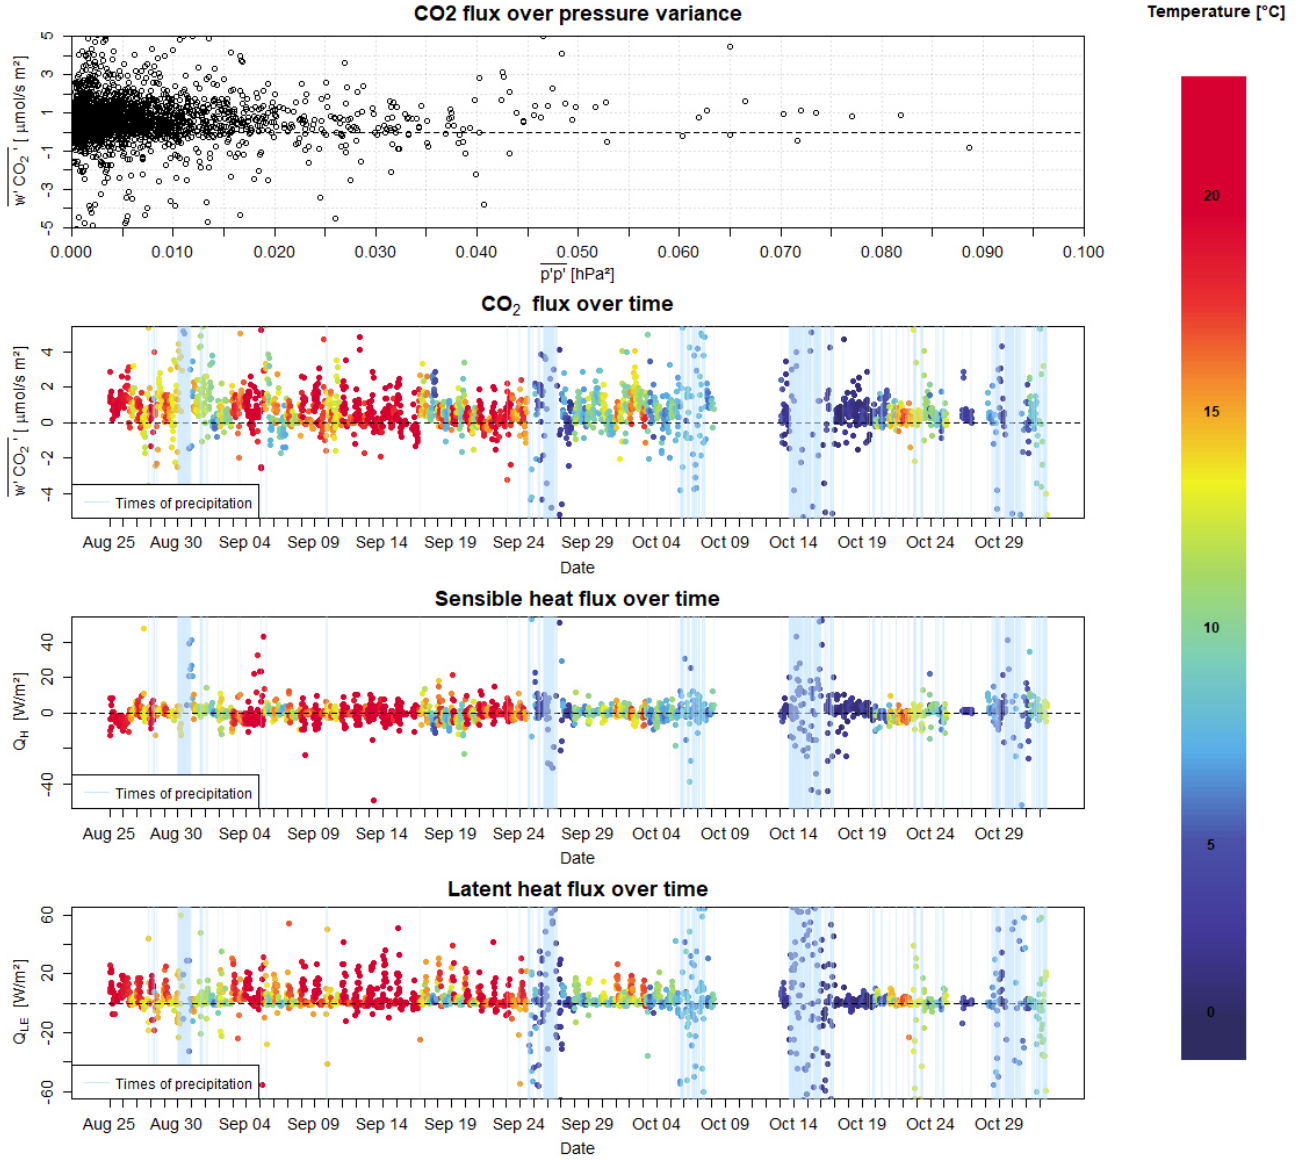 CO2 flux over pressure variance
Temperature [°C]
w' CO₂ ' [ µmol/s m²]
5
3
1
-1
-3
-5
0.000 0.010 0.020 0.030 0.040 0.050 0.060 0.070 0.080 0.090 0.100
p'p' [hPa²]
CO₂ flux over time
w' CO₂ ' [ µmol/s m²]
4
2
0
-2
-4
Times of precipitation
Aug 25 Aug 30 Sep 04 Sep 09 Sep 14 Sep 19 Sep 24 Sep 29 Oct 04 Oct 09 Oct 14 Oct 19 Oct 24 Oct 29
Date
Sensible heat flux over time
Q_H [W/m²]
40
20
0
-40
Times of precipitation
Aug 25 Aug 30 Sep 04 Sep 09 Sep 14 Sep 19 Sep 24 Sep 29 Oct 04 Oct 09 Oct 14 Oct 19 Oct 24 Oct 29
Date
Latent heat flux over time
Q_LE [W/m²]
60
20
0
-20
-60
Times of precipitation
Aug 25 Aug 30 Sep 04 Sep 09 Sep 14 Sep 19 Sep 24 Sep 29 Oct 04 Oct 09 Oct 14 Oct 19 Oct 24 Oct 29
Date
20
15
10
5
0